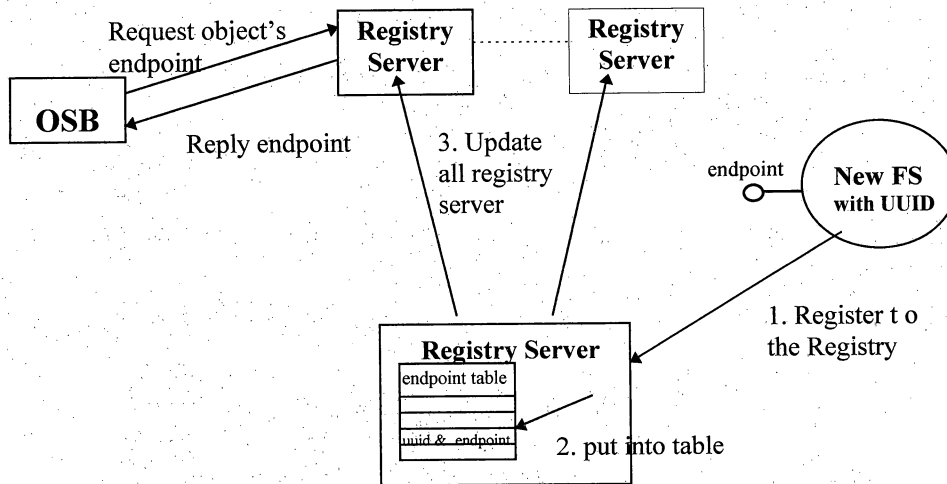 Request object's
endpoint
Registry
Server
Registry
Server
OSB
Reply endpoint
3. Update
all registry
server
endpoint
New FS
with UUID
1. Register t o
the Registry
Registry Server
endpoint table
uuid & endpoint
2. put into table